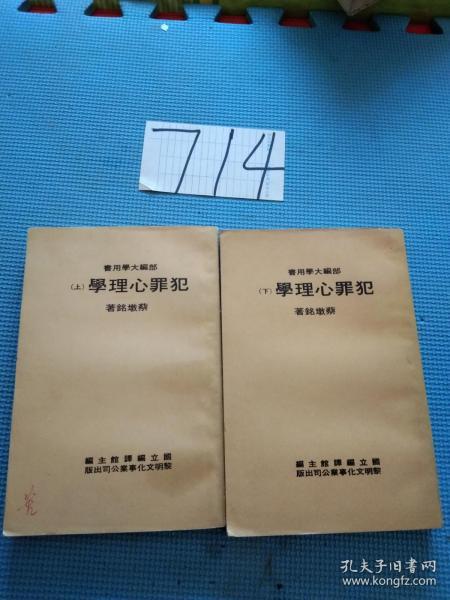 714
部編大學用書
犯罪心理學（上）
蔡墩銘著
國立編譯館主編
黎明文化事業公司出版
部編大學用書
犯罪心理學（下）
蔡墩銘著
國立編譯館主編
黎明文化事業公司出版
孔夫子旧书网
www.kongfz.com